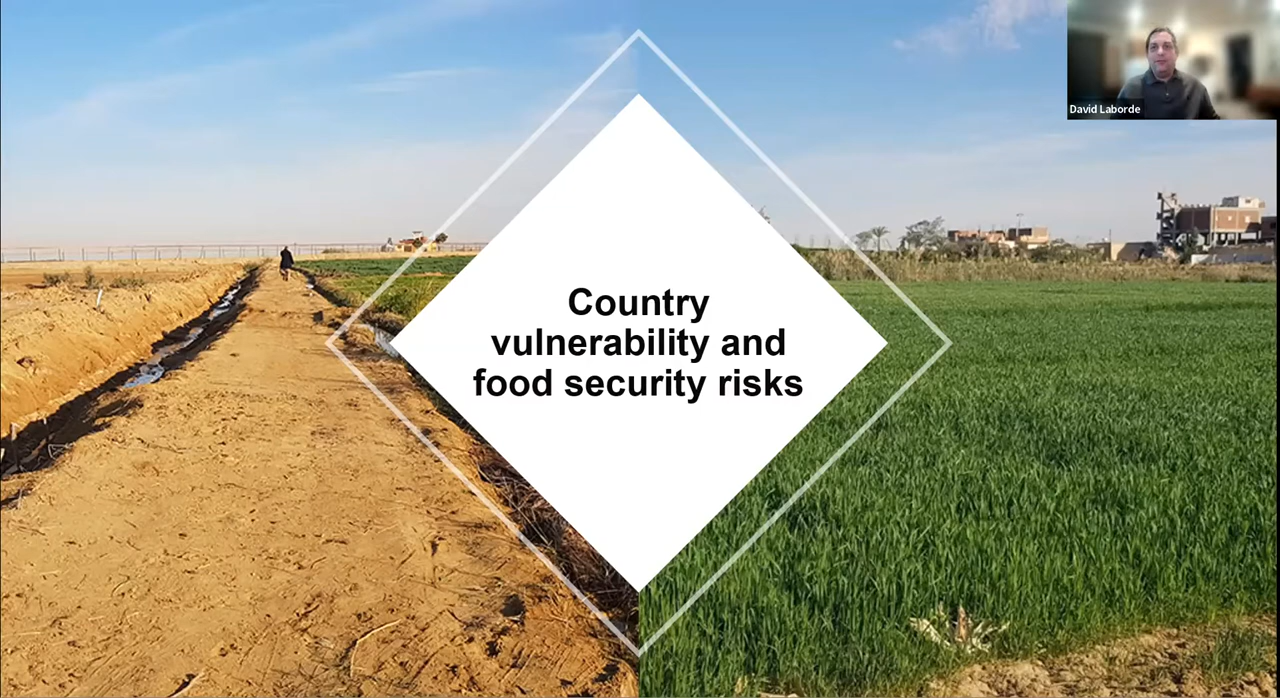 David Laborde
Country
vulnerability and
food security risks